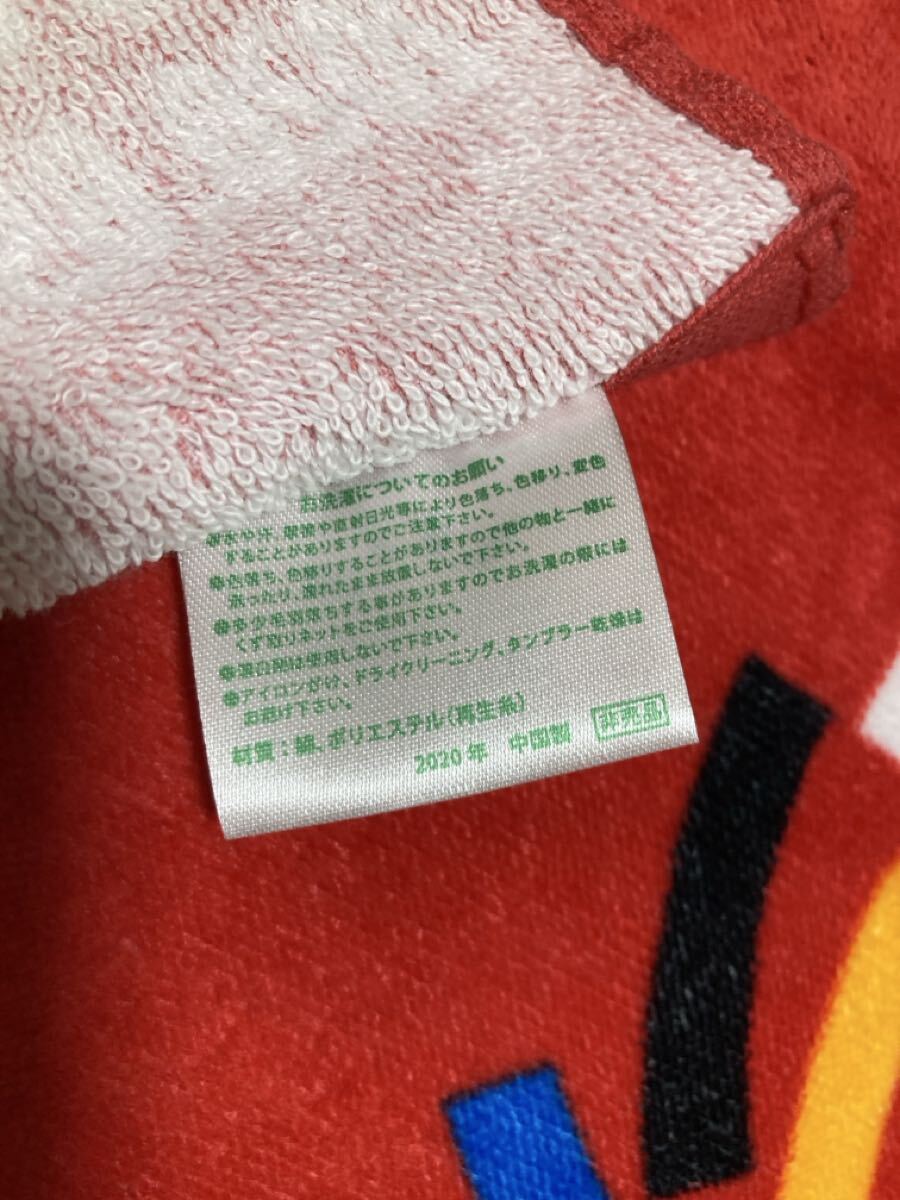 お洗濯についてのお願い
●水や汗、摩擦や直射日光等により色落ち、色移り、変色
することがありますのでご注意下さい。
●色落ち、色移りすることがありますので他の物と一緒に
洗ったり、濡れたまま放置しないで下さい。
●多少毛羽落ちする事がありますのでお洗濯の際には
くず取りネットをご使用下さい。
●漂白剤は使用しないで下さい。
●アイロンがけ、ドライクリーニング、タンブラー乾燥は
お避け下さい。
材質：綿、ポリエステル(再生糸)
2020年 中国製 非売品